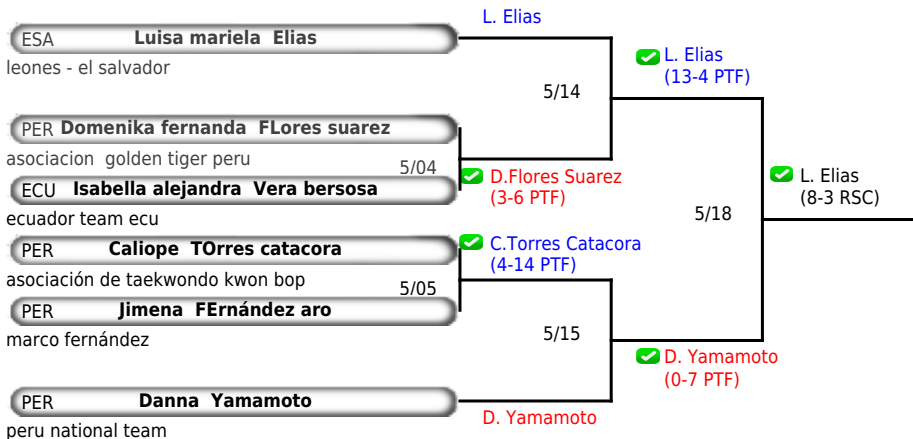 L. Elias
ESA Luisa mariela Elias
leones - el salvador
L. Elias
(13-4 PTF)
5/14
PER Domenika fernanda FLores suarez
asociacion golden tiger peru
5/04
D.Flores Suarez
(3-6 PTF)
L. Elias
(8-3 RSC)
ECU Isabella alejandra Vera bersosa
ecuador team ecu
5/18
PER Caliope TOrres catacora
C.Torres Catacora
(4-14 PTF)
asociación de taekwondo kwon bop
5/05
PER Jimena FErnández aro
marco fernández
5/15
D. Yamamoto
(0-7 PTF)
PER Danna Yamamoto
D. Yamamoto
peru national team